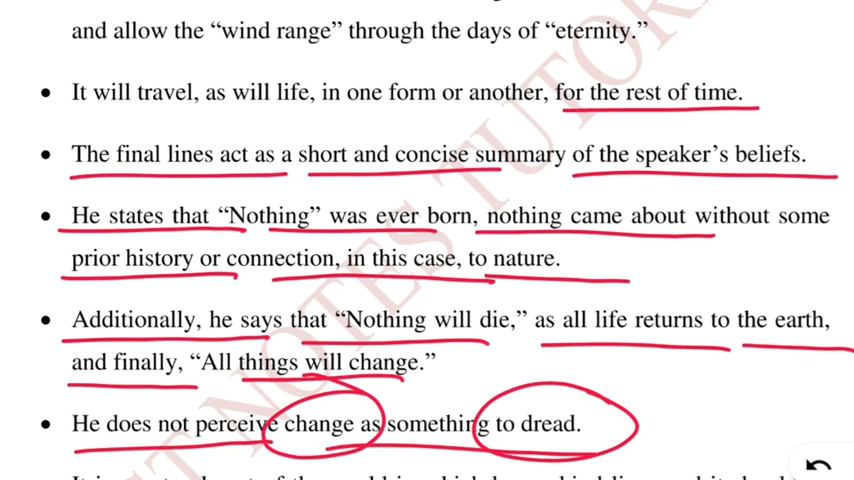 and allow the “wind range” through the days of “eternity.”
• It will travel, as will life, in one form or another, for the rest of time.
• The final lines act as a short and concise summary of the speaker’s beliefs.
• He states that “Nothing” was ever born, nothing came about without some
prior history or connection, in this case, to nature.
• Additionally, he says that “Nothing will die,” as all life returns to the earth,
and finally, “All things will change.”
• He does not perceive change as something to dread.